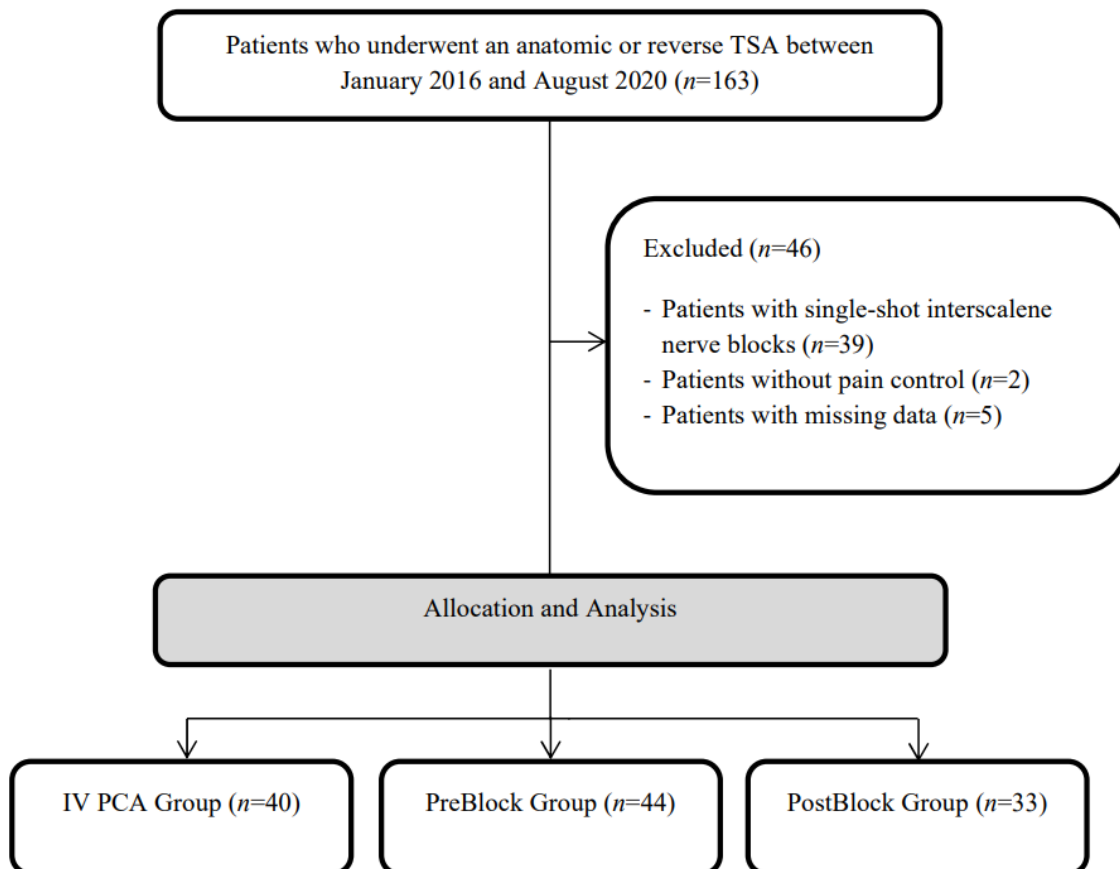 Patients who underwent an anatomic or reverse TSA between
January 2016 and August 2020 (n=163)
Excluded (n=46)
- Patients with single-shot interscalene
nerve blocks (n=39)
- Patients without pain control (n=2)
- Patients with missing data (n=5)
Allocation and Analysis
IV PCA Group (n=40)
PreBlock Group (n=44)
PostBlock Group (n=33)